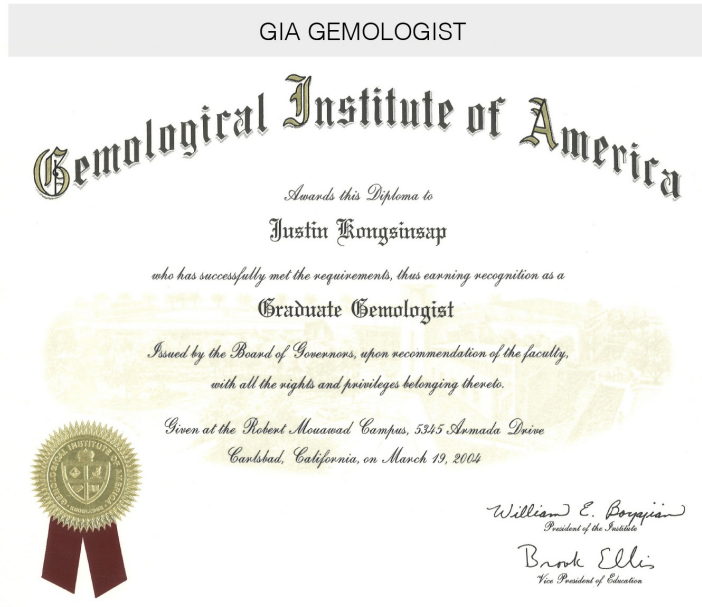 GIA GEMOLOGIST
Gemological Institute of America
Awards this Diploma to
Justin Kongsinsap
who has successfully met the requirements, thus earning recognition as a
Graduate Gemologist
Issued by the Board of Governors, upon recommendation of the faculty,
with all the rights and privileges belonging thereto.
Given at the Robert Mouawad Campus, 5345 Armada Drive
Carlsbad, California, on March 19, 2004
William E. Boyajian
President of the Institute
Brook Ellis
Vice President of Education